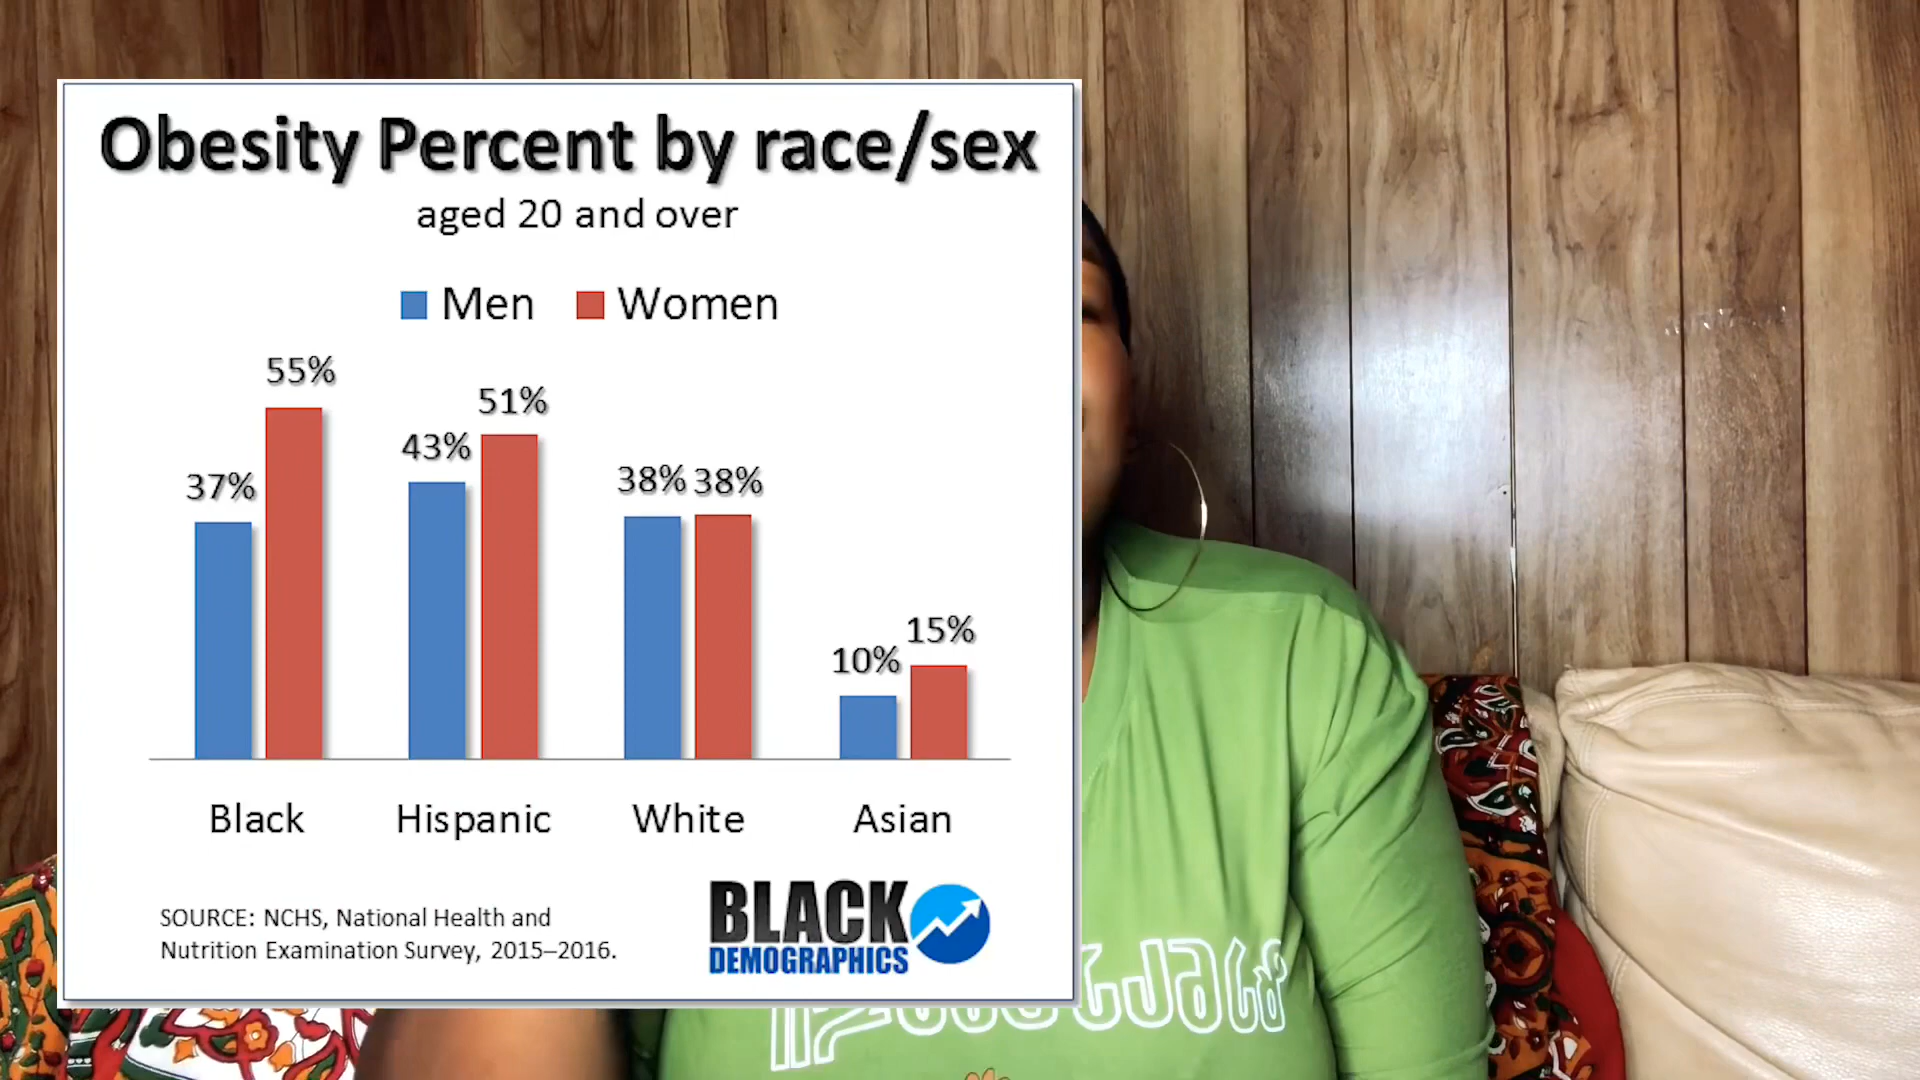 Obesity Percent by race/sex
aged 20 and over
Men Women
55%
51%
43%
37%
38% 38%
15%
10%
Black Hispanic White Asian
SOURCE: NCHS, National Health and
Nutrition Examination Survey, 2015–2016.
BLACK
DEMOGRAPHICS